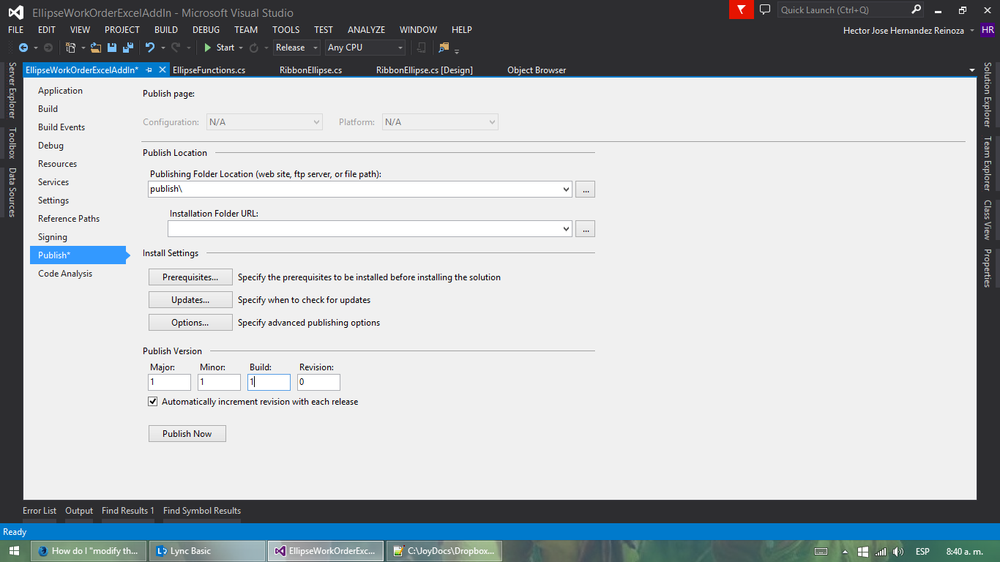 EllipseWorkOrderExcelAddIn - Microsoft Visual Studio
Quick Launch (Ctrl+Q)
FILE EDIT VIEW PROJECT BUILD DEBUG TEAM TOOLS TEST ANALYZE WINDOW HELP
Hector Jose Hernandez Reinoza HR
Start Release Any CPU
EllipseWorkOrderExcelAddIn* EllipseFunctions.cs RibbonEllipse.cs RibbonEllipse.cs [Design] Object Browser
Server Explorer
Toolbox
Data Sources
Application
Build
Build Events
Debug
Resources
Services
Settings
Reference Paths
Signing
Publish*
Code Analysis
Publish page:
Configuration: N/A Platform: N/A
Publish Location
Publishing Folder Location (web site, ftp server, or file path):
publish\ ...
Installation Folder URL:
...
Install Settings
Prerequisites... Specify the prerequisites to be installed before installing the solution
Updates... Specify when to check for updates
Options... Specify advanced publishing options
Publish Version
Major: Minor: Build: Revision:
1 1 1 0
Automatically increment revision with each release
Publish Now
Solution Explorer
Team Explorer
Class View
Properties
Error List Output Find Results 1 Find Symbol Results
Ready
How do I "modify th... Lync Basic EllipseWorkOrderExc... C:\JoyDocs\Dropbox... ESP 8:40 a. m.